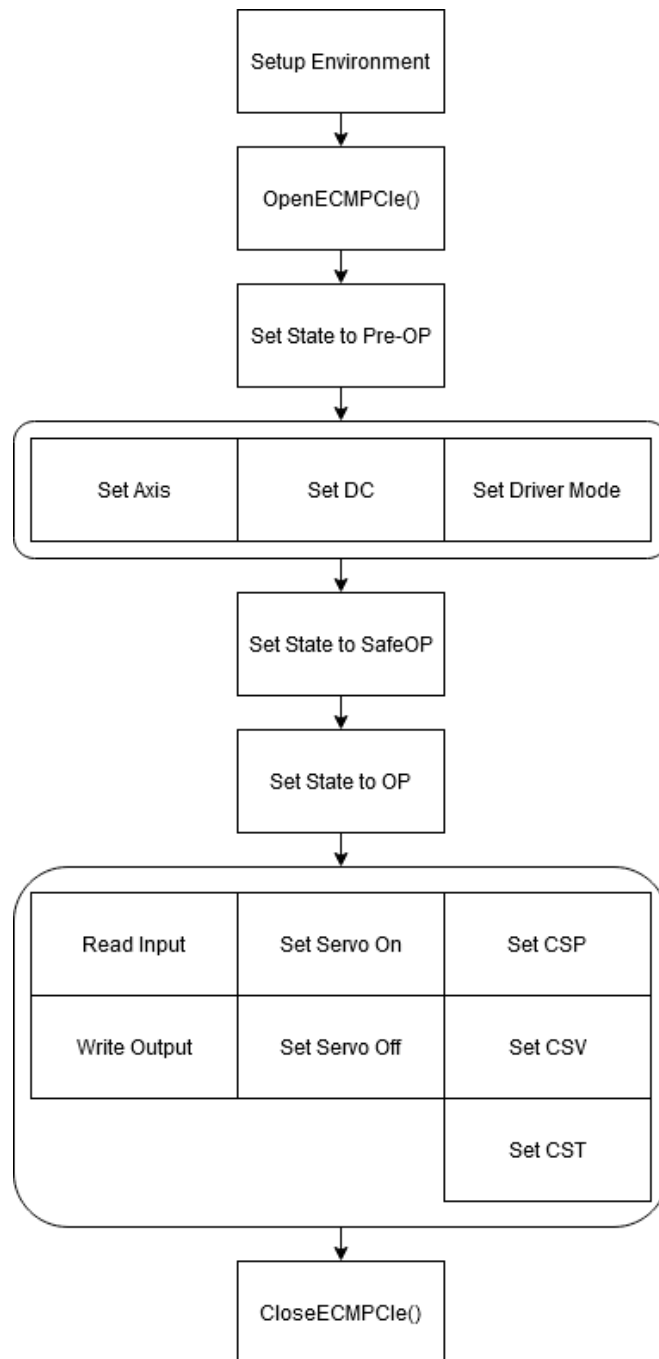 Setup Environment
OpenECMPCIe()
Set State to Pre-OP
Set Axis
Set DC
Set Driver Mode
Set State to SafeOP
Set State to OP
Read Input
Set Servo On
Set CSP
Write Output
Set Servo Off
Set CSV
Set CST
CloseECMPCIe()